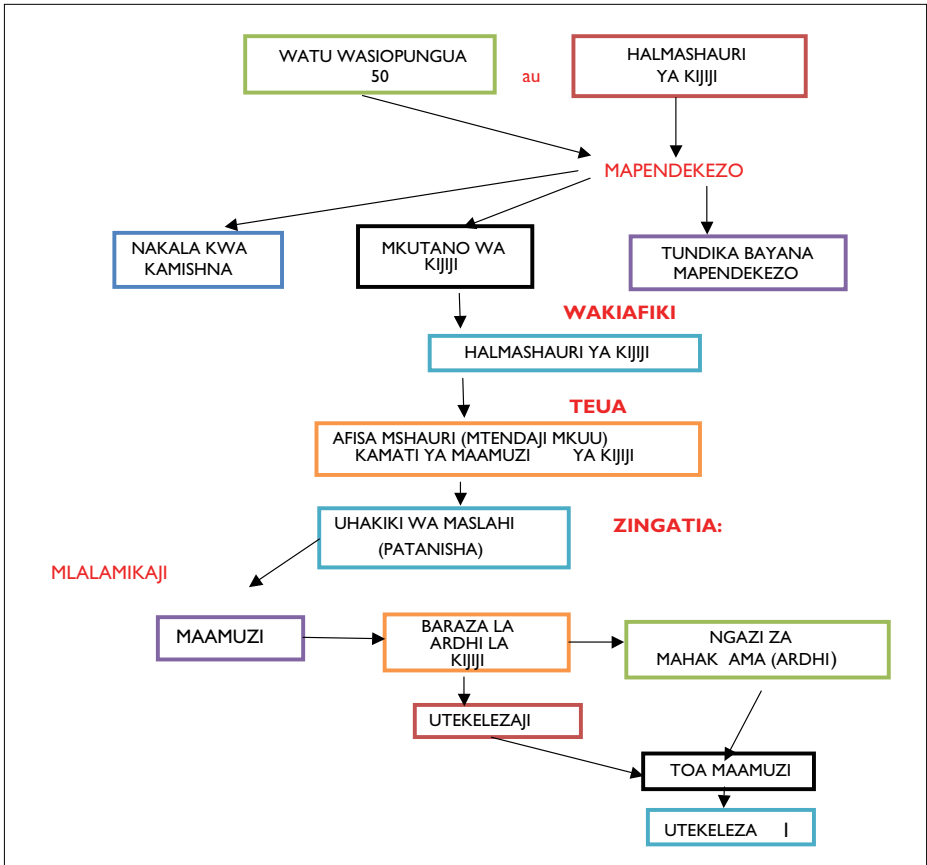 WATU WASIOPUNGUA
50
au
HALMASHAURI
YA KIJIJI
MAPENDEKEZO
NAKALA KWA
KAMISHNA
MKUTANO WA
KIJIJI
TUNDIKA BAYANA
MAPENDEKEZO
WAKIAFIKI
HALMASHAURI YA KIJIJI
TEUA
AFISA MSHAURI (MTENDAJI MKUU)
KAMATI YA MAAMUZI YA KIJIJI
UHAKIKI WA MASLAHI
(PATANISHA)
ZINGATIA:
MLALAMIKAJI
MAAMUZI
BARAZA LA
ARDHI LA
KIJIJI
NGAZI ZA
MAHAK AMA (ARDHI)
UTEKELEZAJI
TOA MAAMUZI
UTEKELEZA I